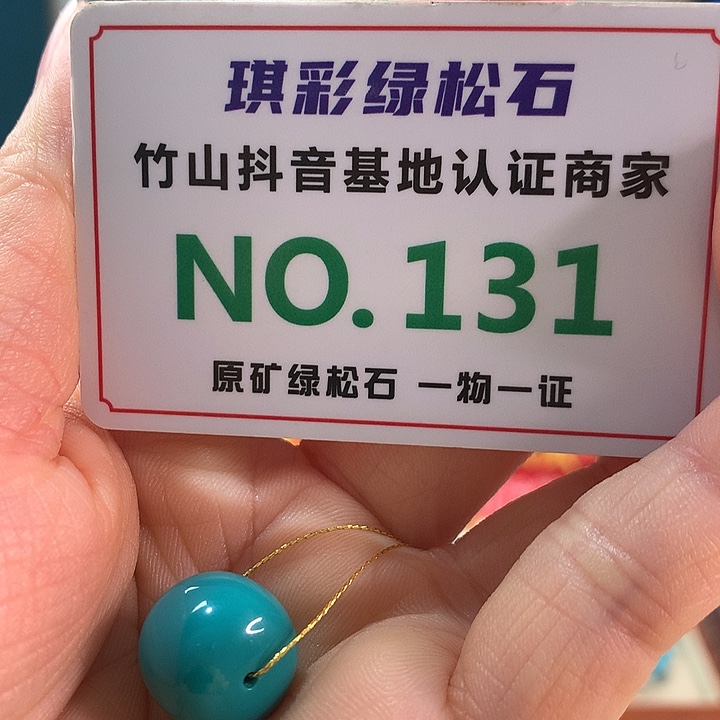 琪彩绿松石
竹山抖音基地认证商家
NO.131
原矿绿松石 一物一证